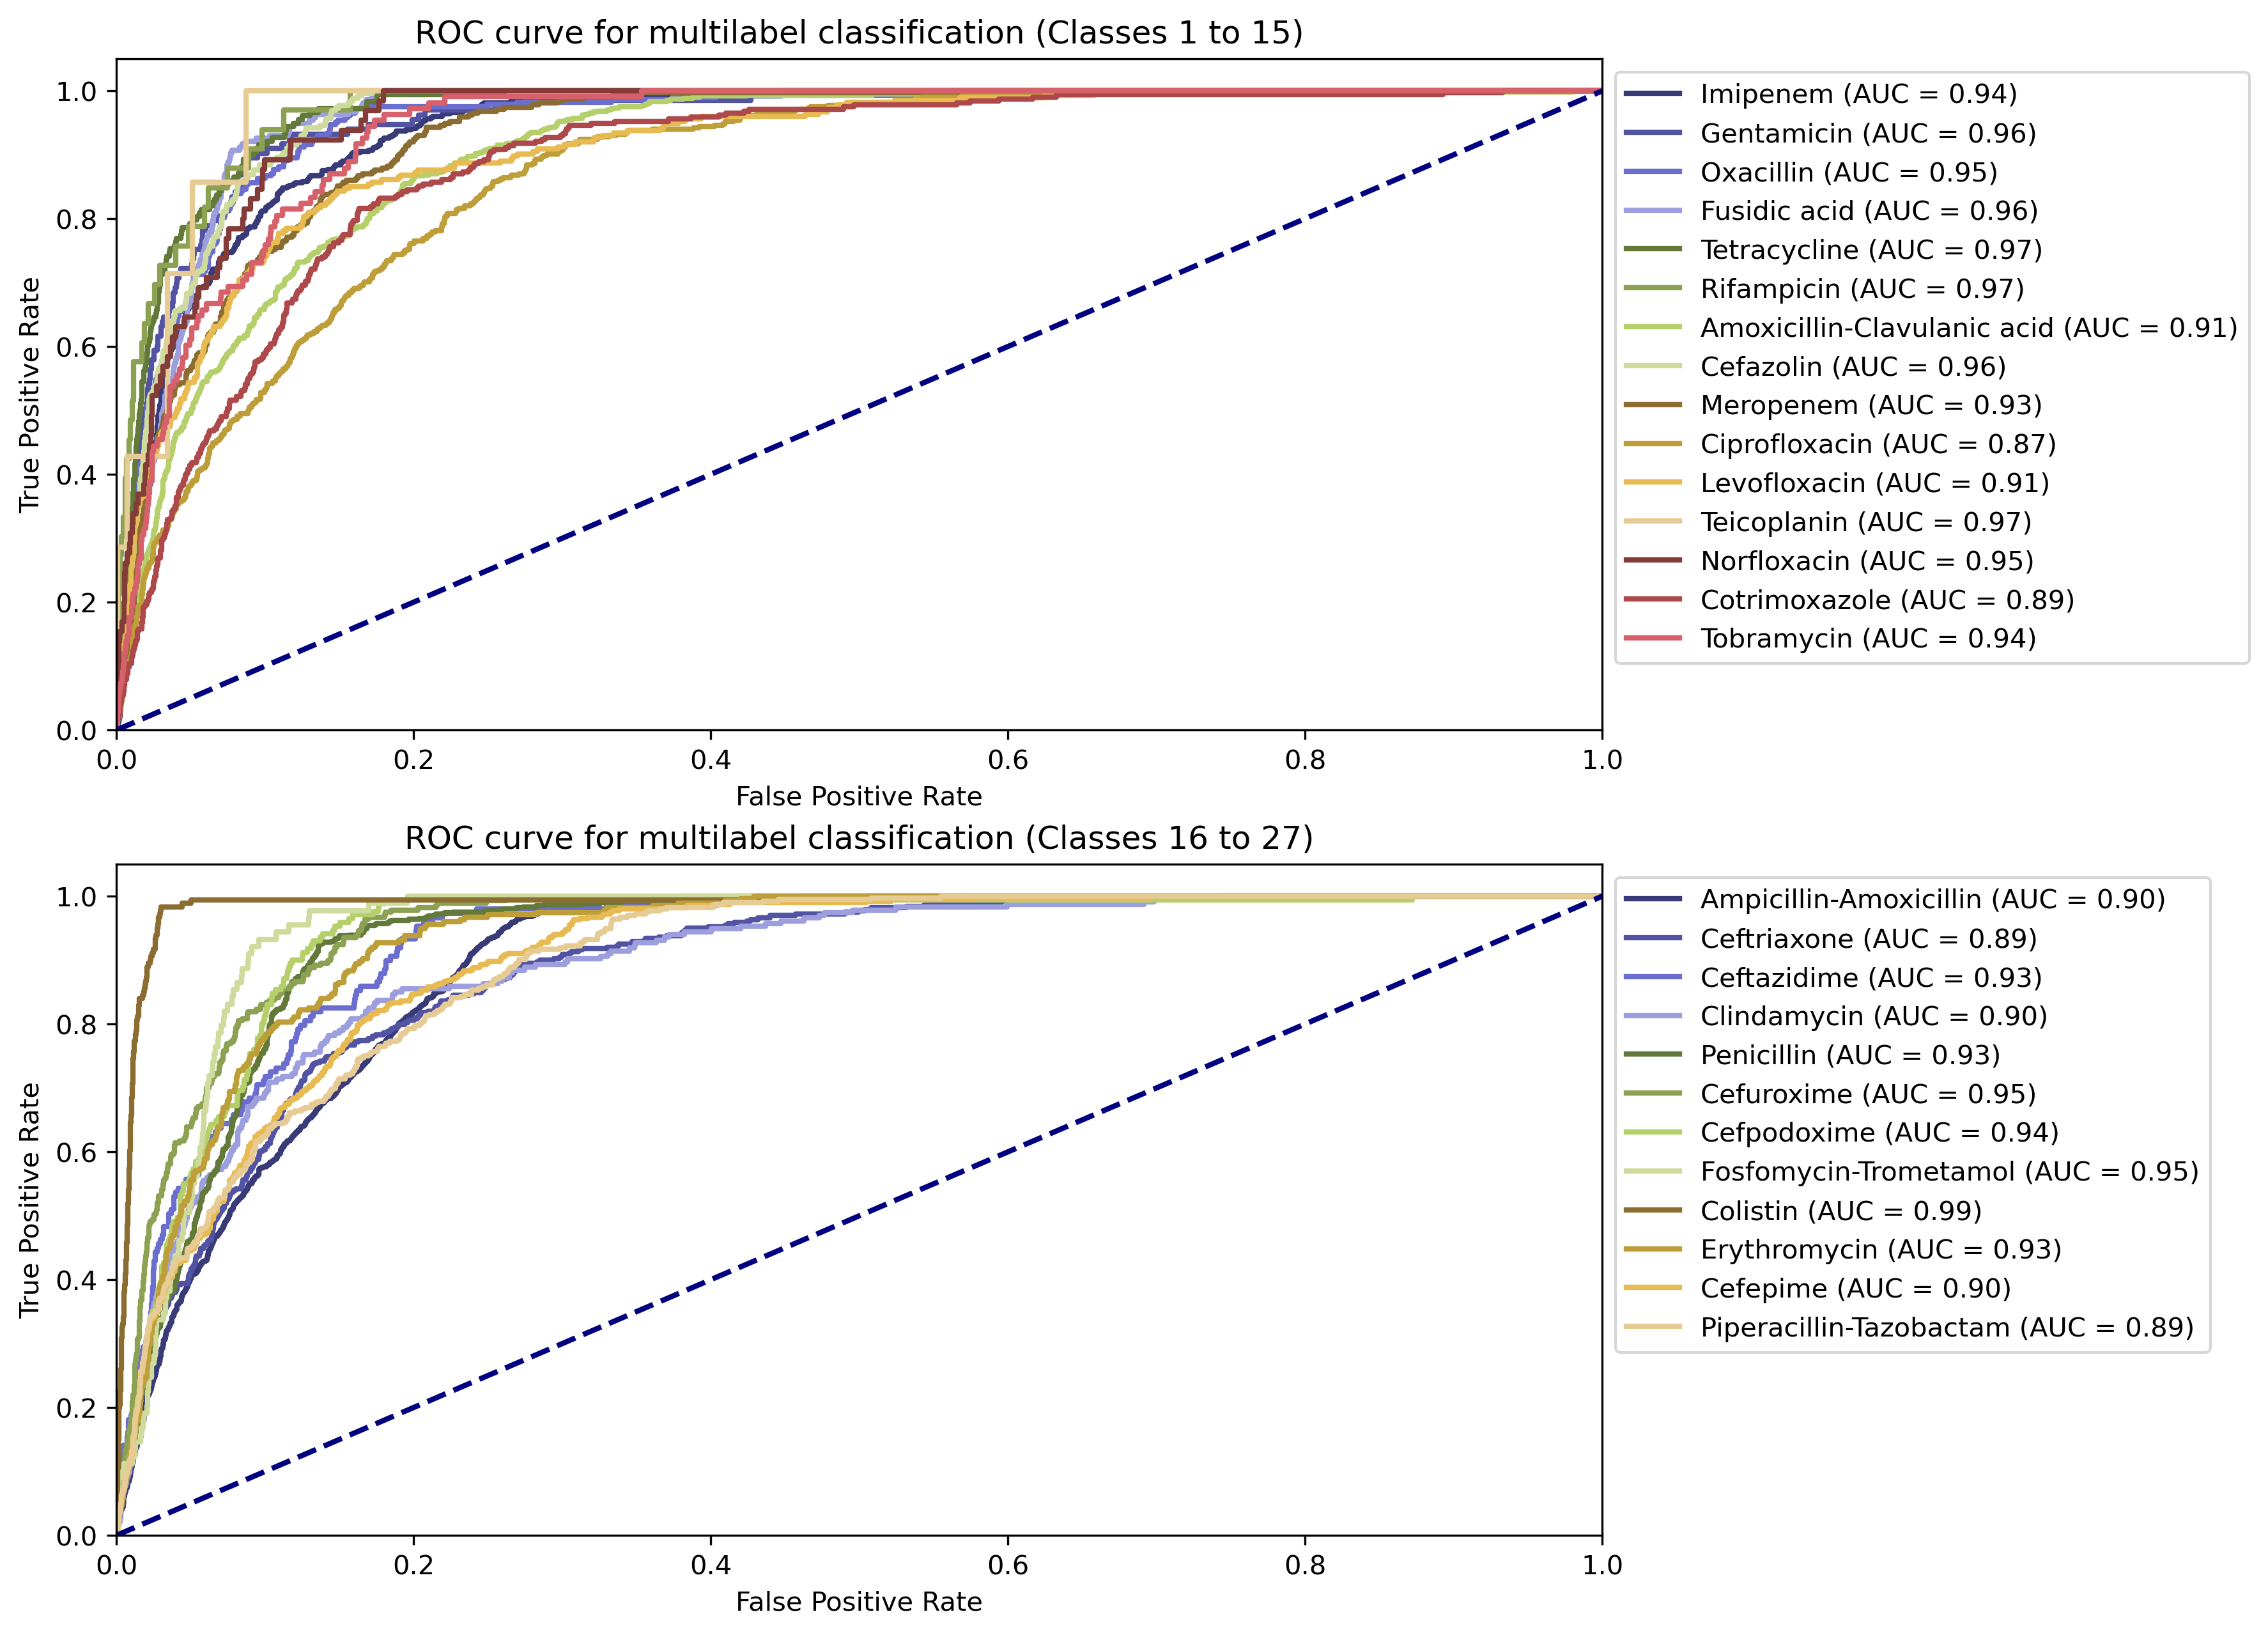 ROC curve for multilabel classification (Classes 1 to 15)
True Positive Rate
1.0
0.8
0.6
0.4
0.2
0.0
0.0 0.2 0.4 0.6 0.8 1.0
False Positive Rate
Imipenem (AUC = 0.94)
Gentamicin (AUC = 0.96)
Oxacillin (AUC = 0.95)
Fusidic acid (AUC = 0.96)
Tetracycline (AUC = 0.97)
Rifampicin (AUC = 0.97)
Amoxicillin-Clavulanic acid (AUC = 0.91)
Cefazolin (AUC = 0.96)
Meropenem (AUC = 0.93)
Ciprofloxacin (AUC = 0.87)
Levofloxacin (AUC = 0.91)
Teicoplanin (AUC = 0.97)
Norfloxacin (AUC = 0.95)
Cotrimoxazole (AUC = 0.89)
Tobramycin (AUC = 0.94)
ROC curve for multilabel classification (Classes 16 to 27)
True Positive Rate
1.0
0.8
0.6
0.4
0.2
0.0
0.0 0.2 0.4 0.6 0.8 1.0
False Positive Rate
Ampicillin-Amoxicillin (AUC = 0.90)
Ceftriaxone (AUC = 0.89)
Ceftazidime (AUC = 0.93)
Clindamycin (AUC = 0.90)
Penicillin (AUC = 0.93)
Cefuroxime (AUC = 0.95)
Cefpodoxime (AUC = 0.94)
Fosfomycin-Trometamol (AUC = 0.95)
Colistin (AUC = 0.99)
Erythromycin (AUC = 0.93)
Cefepime (AUC = 0.90)
Piperacillin-Tazobactam (AUC = 0.89)